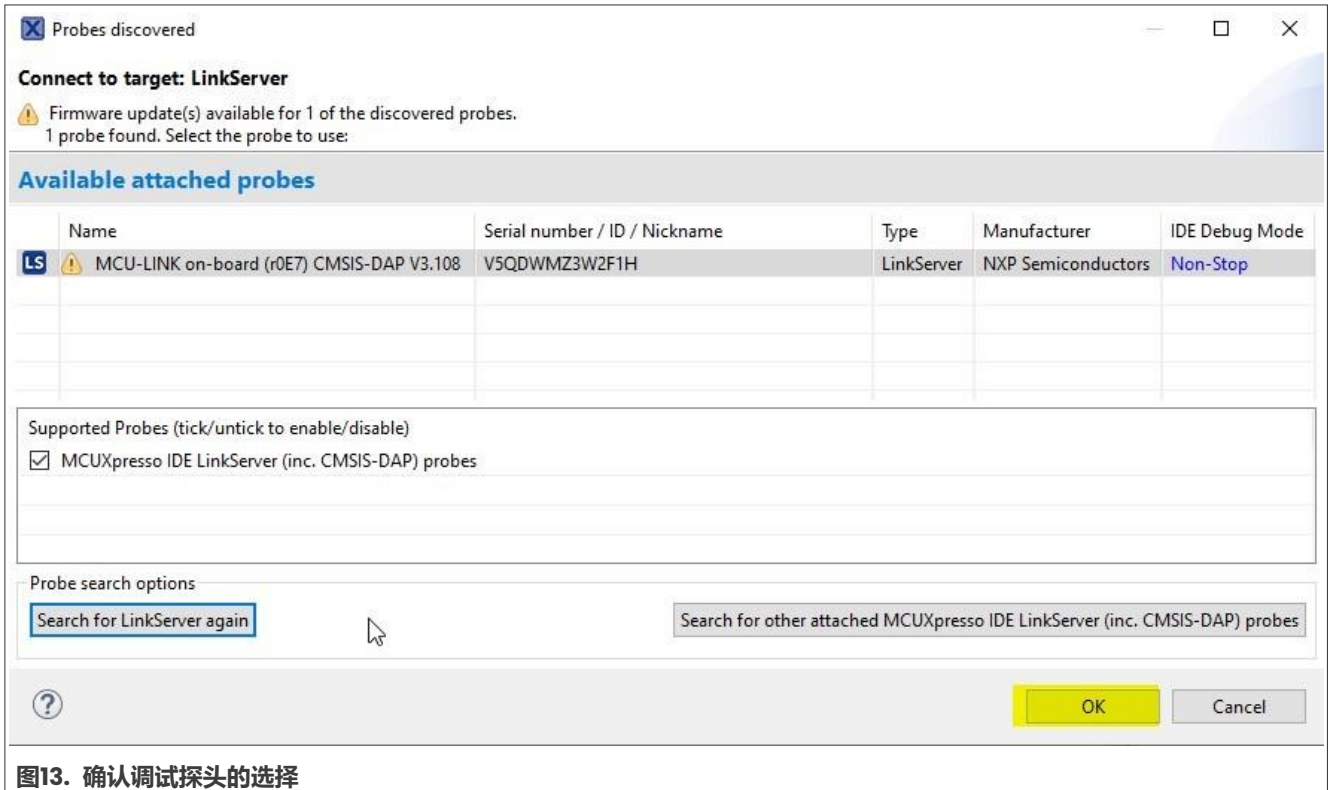 Probes discovered
Connect to target: LinkServer
Firmware update(s) available for 1 of the discovered probes.
1 probe found. Select the probe to use:
Available attached probes
Name Serial number / ID / Nickname Type Manufacturer IDE Debug Mode
LS MCU-LINK on-board (r0E7) CMSIS-DAP V3.108 V5QDWMZ3W2F1H LinkServer NXP Semiconductors Non-Stop
Supported Probes (tick/untick to enable/disable)
MCUXpresso IDE LinkServer (inc. CMSIS-DAP) probes
Probe search options
Search for LinkServer again Search for other attached MCUXpresso IDE LinkServer (inc. CMSIS-DAP) probes
OK Cancel
图13. 确认调试探头的选择